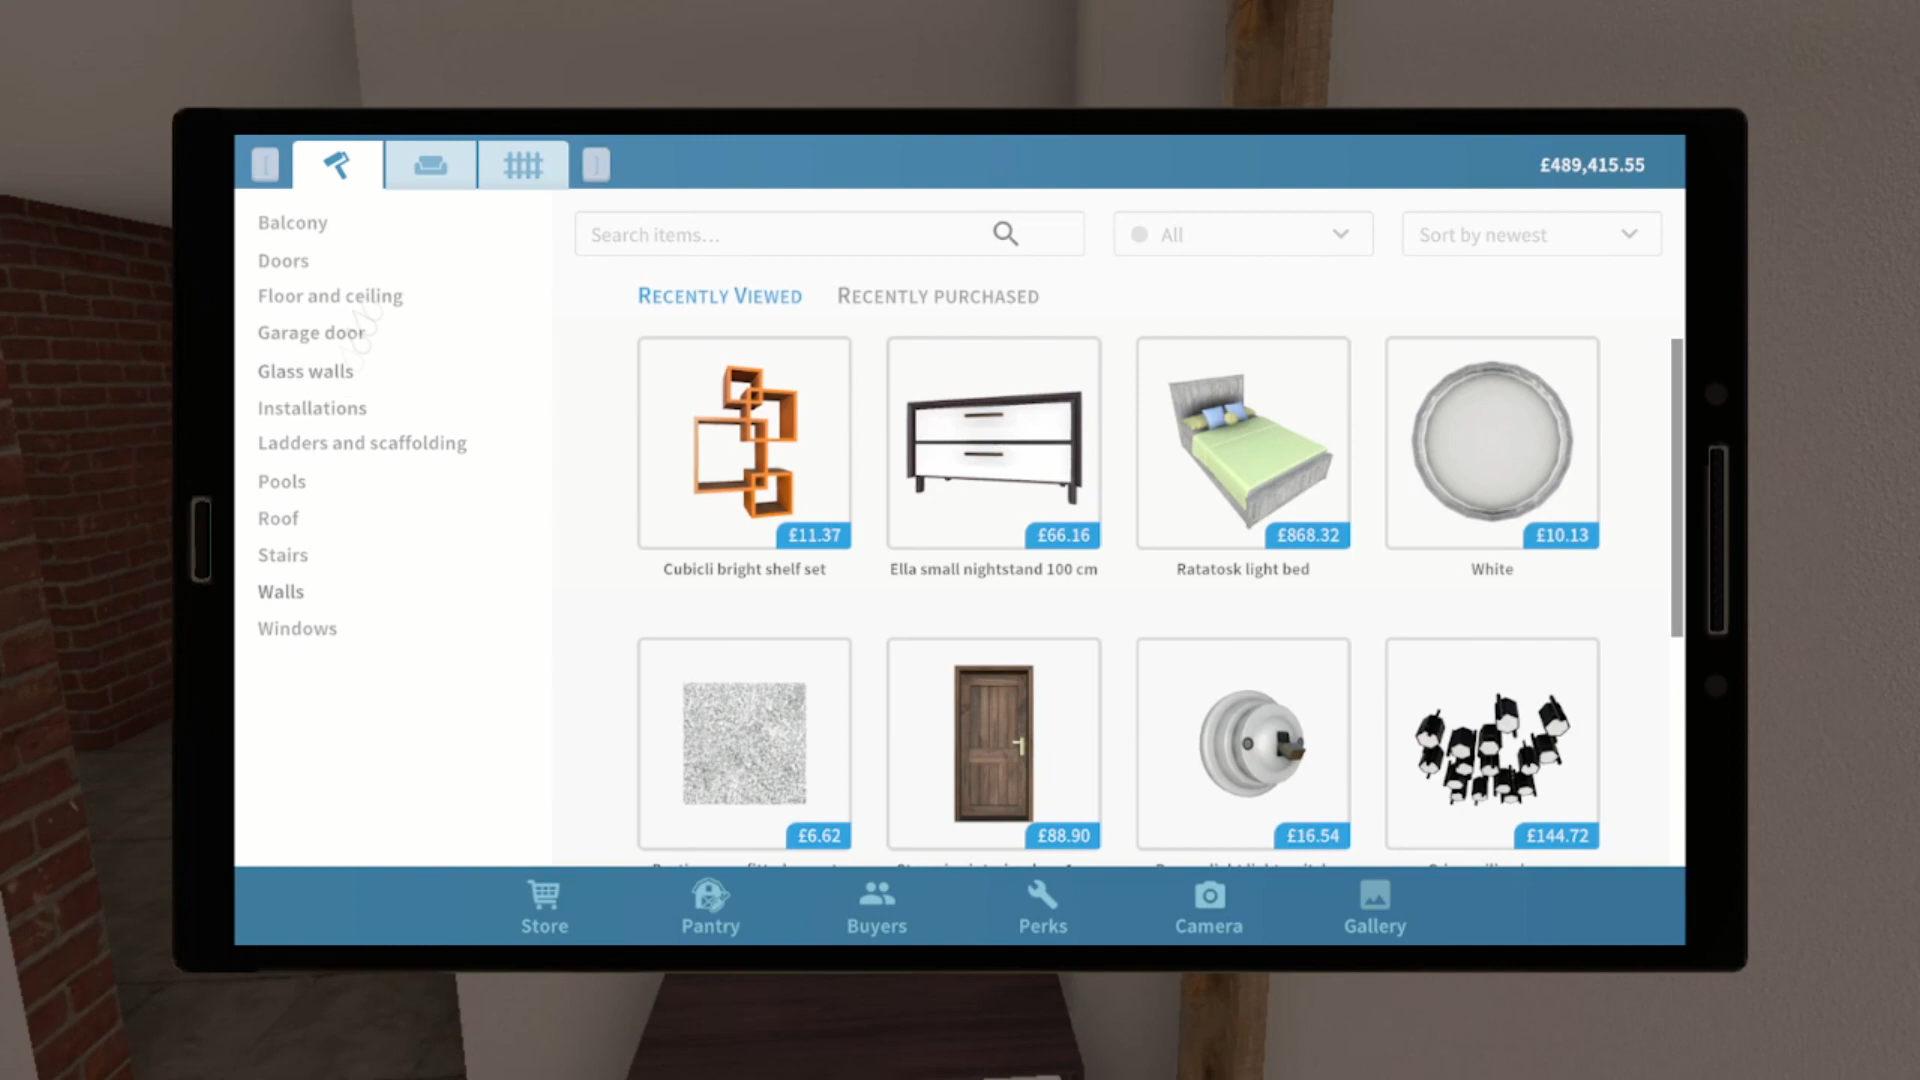 £489,415.55
Balcony
Doors
Floor and ceiling
Garage door
Glass walls
Installations
Ladders and scaffolding
Pools
Roof
Stairs
Walls
Windows
Search items...
All
Sort by newest
RECENTLY VIEWED
RECENTLY PURCHASED
£11.37
£66.16
£868.32
£10.13
Cubicli bright shelf set
Ella small nightstand 100 cm
Ratatosk light bed
White
£6.62
£88.90
£16.54
£144.72
Store
Pantry
Buyers
Perks
Camera
Gallery